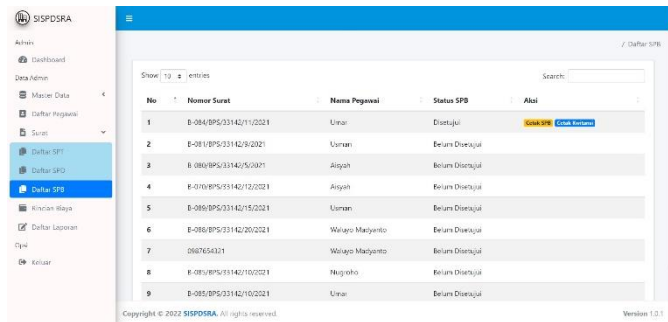 SISPDSRA
Admin
Dashboard
/ Daftar SPB
Data Admin
Master Data
Daftar Pegawai
Surat
Daftar SPT
Daftar SPD
Daftar SPB
Rincian Biaya
Daftar Laporan
Opsi
Keluar
Show 10 entries
Search:
No Nomor Surat Nama Pegawai Status SPB Aksi
1 B-084/BPS/33142/11/2021 Umar Disetujui Cetak SPB Cetak Kwitansi
2 B-081/BPS/33142/9/2021 Usman Belum Disetujui
3 B-080/BPS/33142/5/2021 Aisyah Belum Disetujui
4 B-070/BPS/33142/12/2021 Aisyah Belum Disetujui
5 B-089/BPS/33142/15/2021 Usman Belum Disetujui
6 B-088/BPS/33142/20/2021 Waluyo Madyanto Belum Disetujui
7 0987654321 Waluyo Madyanto Belum Disetujui
8 B-085/BPS/33142/10/2021 Nugroho Belum Disetujui
9 B-085/BPS/33142/10/2021 Umar Belum Disetujui
Copyright © 2022 SISPDSRA. All rights reserved.
Version 1.0.1